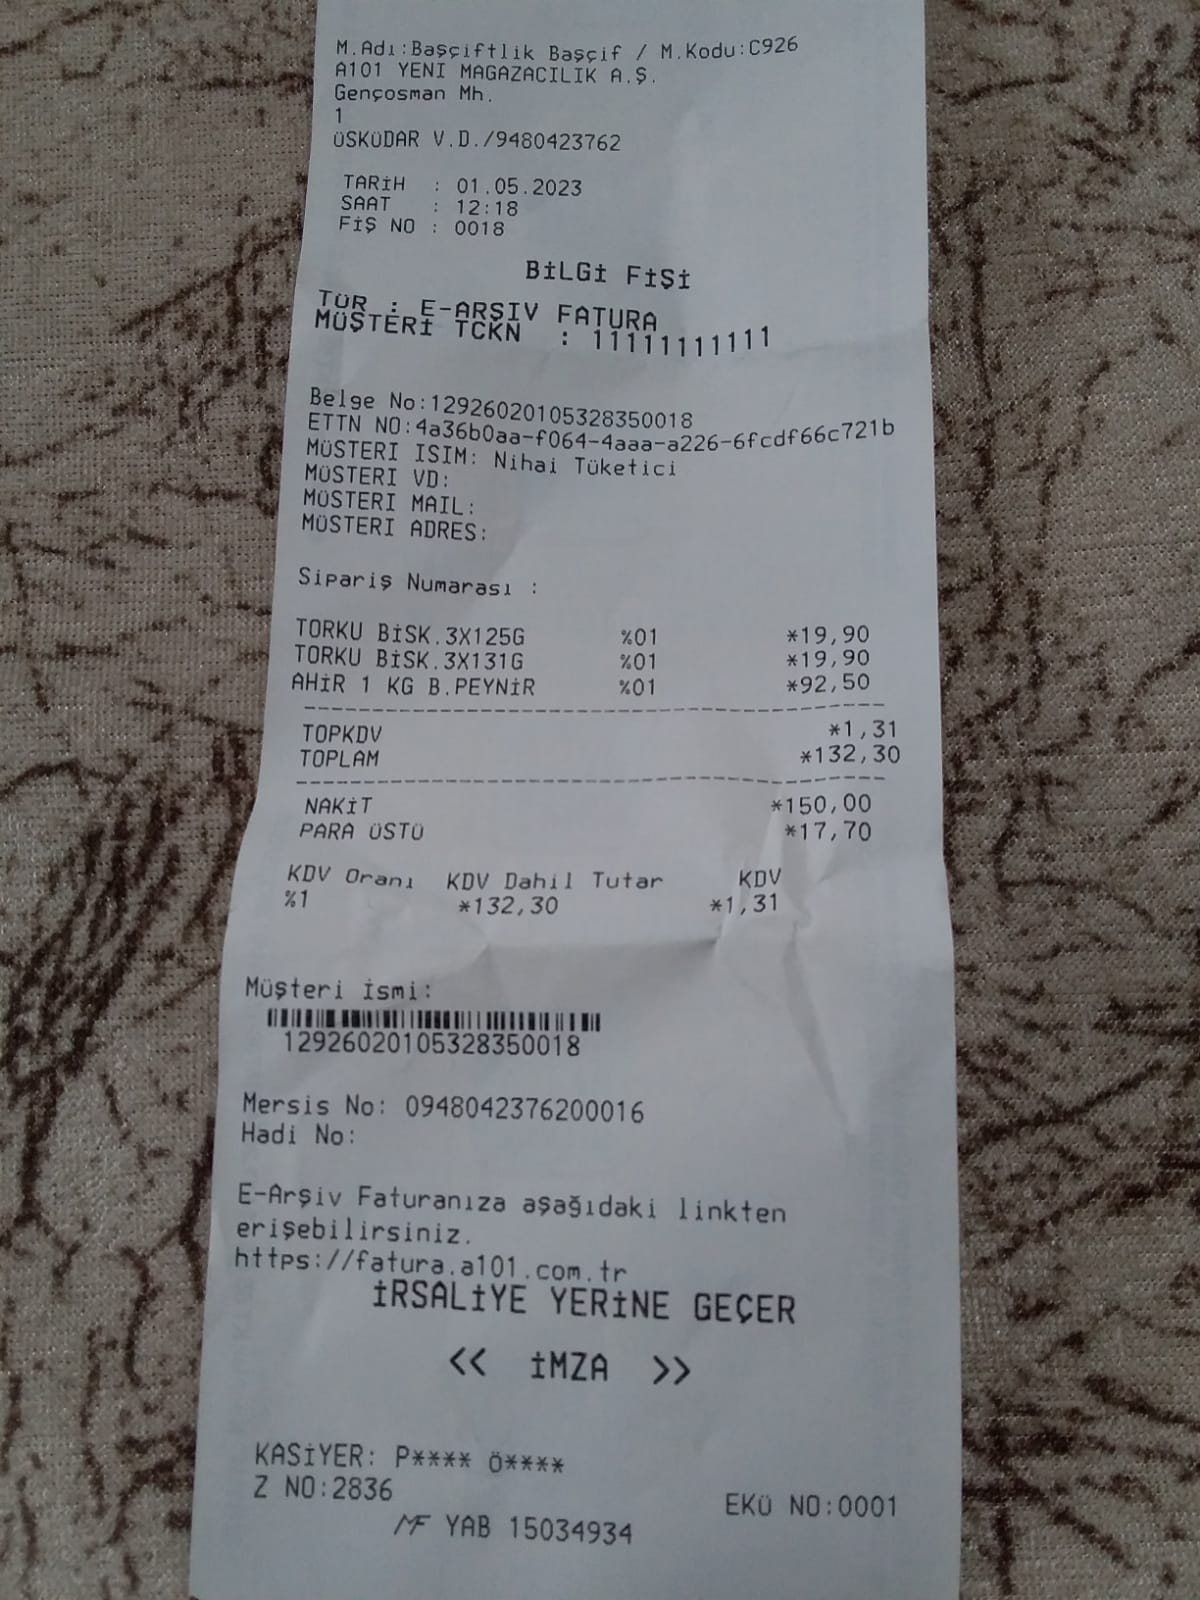 M.Adı:Başçiftlik Başçif / M.Kodu:C926
A101 YENİ MAGAZACILIK A.Ş.
Gençosman Mh.
1
ÜSKÜDAR V.D./9480423762
TARİH : 01.05.2023
SAAT : 12:18
FİŞ NO : 0018
BİLGİ FİŞİ
TÜR : E-ARŞİV FATURA
MÜŞTERİ TCKN : 11111111111
Belge No:12926020105328350018
ETTN NO:4a36b0aa-f064-4aaa-a226-6fcdf66c721b
MÜSTERI ISIM: Nihai Tüketici
MÜSTERI VD:
MÜSTERI MAIL:
MÜSTERI ADRES:
Sipariş Numarası :
TORKU BİSK.3X125G %01 *19,90
TORKU BİSK.3X131G %01 *19,90
AHİR 1 KG B.PEYNİR %01 *92,50
TOPKDV *1,31
TOPLAM *132,30
NAKİT *150,00
PARA ÜSTÜ *17,70
KDV Oranı KDV Dahil Tutar KDV
%1 *132,30 *1,31
Müşteri İsmi:
12926020105328350018
Mersis No: 0948042376200016
Hadi No:
E-Arşiv Faturanıza aşağıdaki linkten
erişebilirsiniz.
https://fatura.a101.com.tr
İRSALİYE YERİNE GEÇER
<< İMZA >>
KASİYER: P**** Ö****
Z NO:2836
EKÜ NO:0001
MF YAB 15034934